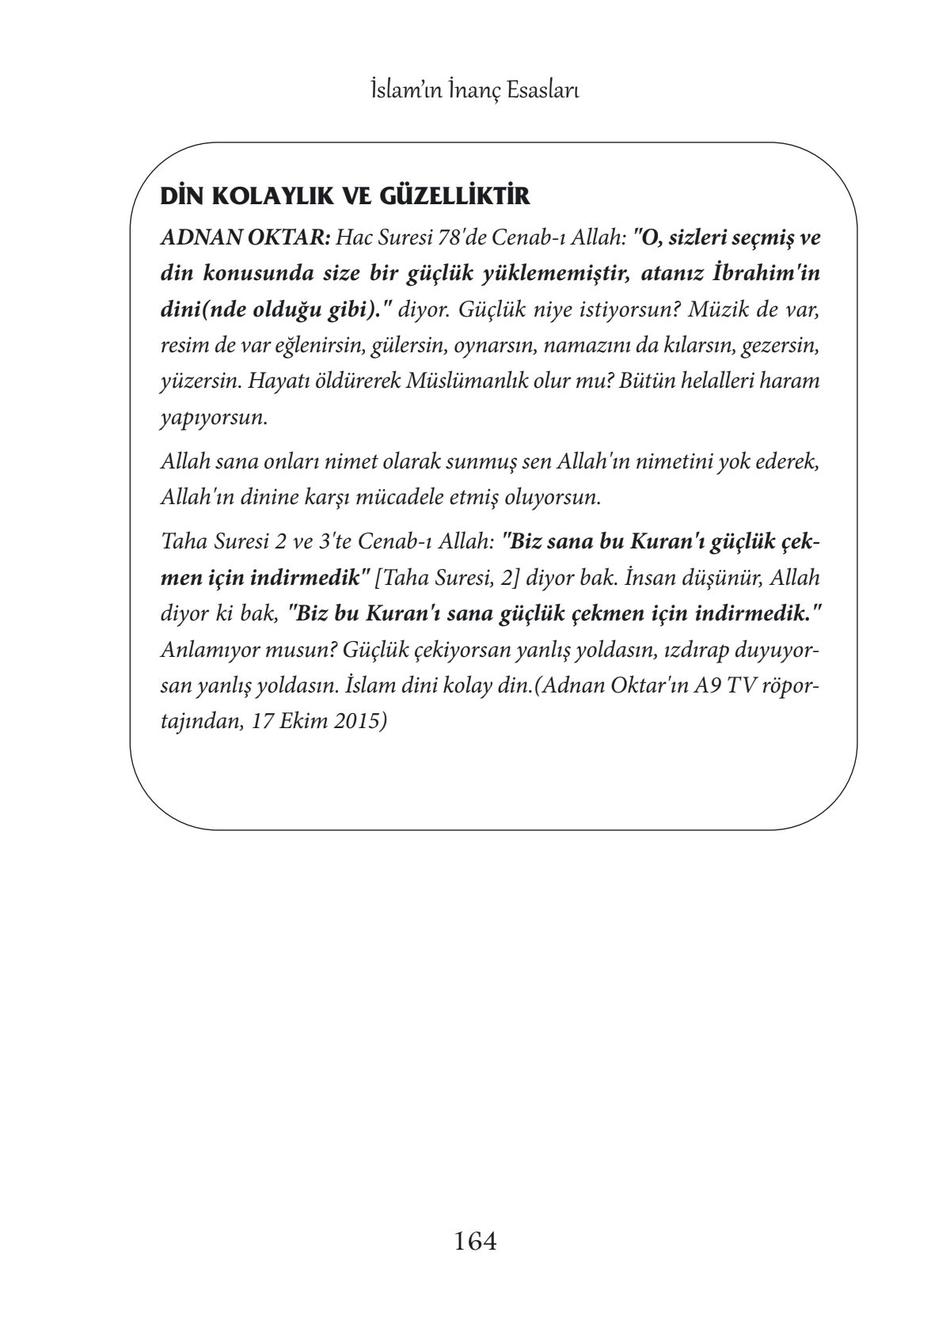 İslam’ın İnanç Esasları
DİN KOLAYLIK VE GÜZELLİKTİR
ADNAN OKTAR: Hac Suresi 78'de Cenab-ı Allah: "O, sizleri seçmiş ve
din konusunda size bir güçlük yüklememiştir, atanız İbrahim'in
dini(nde olduğu gibi)." diyor. Güçlük niye istiyorsun? Müzik de var,
resim de var eğlenirsin, gülersin, oynarsın, namazını da kılarsın, gezersin,
yüzersin. Hayatı öldürerek Müslümanlık olur mu? Bütün helalleri haram
yapıyorsun.
Allah sana onları nimet olarak sunmuş sen Allah'ın nimetini yok ederek,
Allah'ın dinine karşı mücadele etmiş oluyorsun.
Taha Suresi 2 ve 3'te Cenab-ı Allah: "Biz sana bu Kuran'ı güçlük çek-
men için indirmedik" [Taha Suresi, 2] diyor bak. İnsan düşünür, Allah
diyor ki bak, "Biz bu Kuran'ı sana güçlük çekmen için indirmedik."
Anlamıyor musun? Güçlük çekiyorsan yanlış yoldasın, ızdırap duyuyor-
san yanlış yoldasın. İslam dini kolay din.(Adnan Oktar'ın A9 TV röpor-
tajından, 17 Ekim 2015)
164